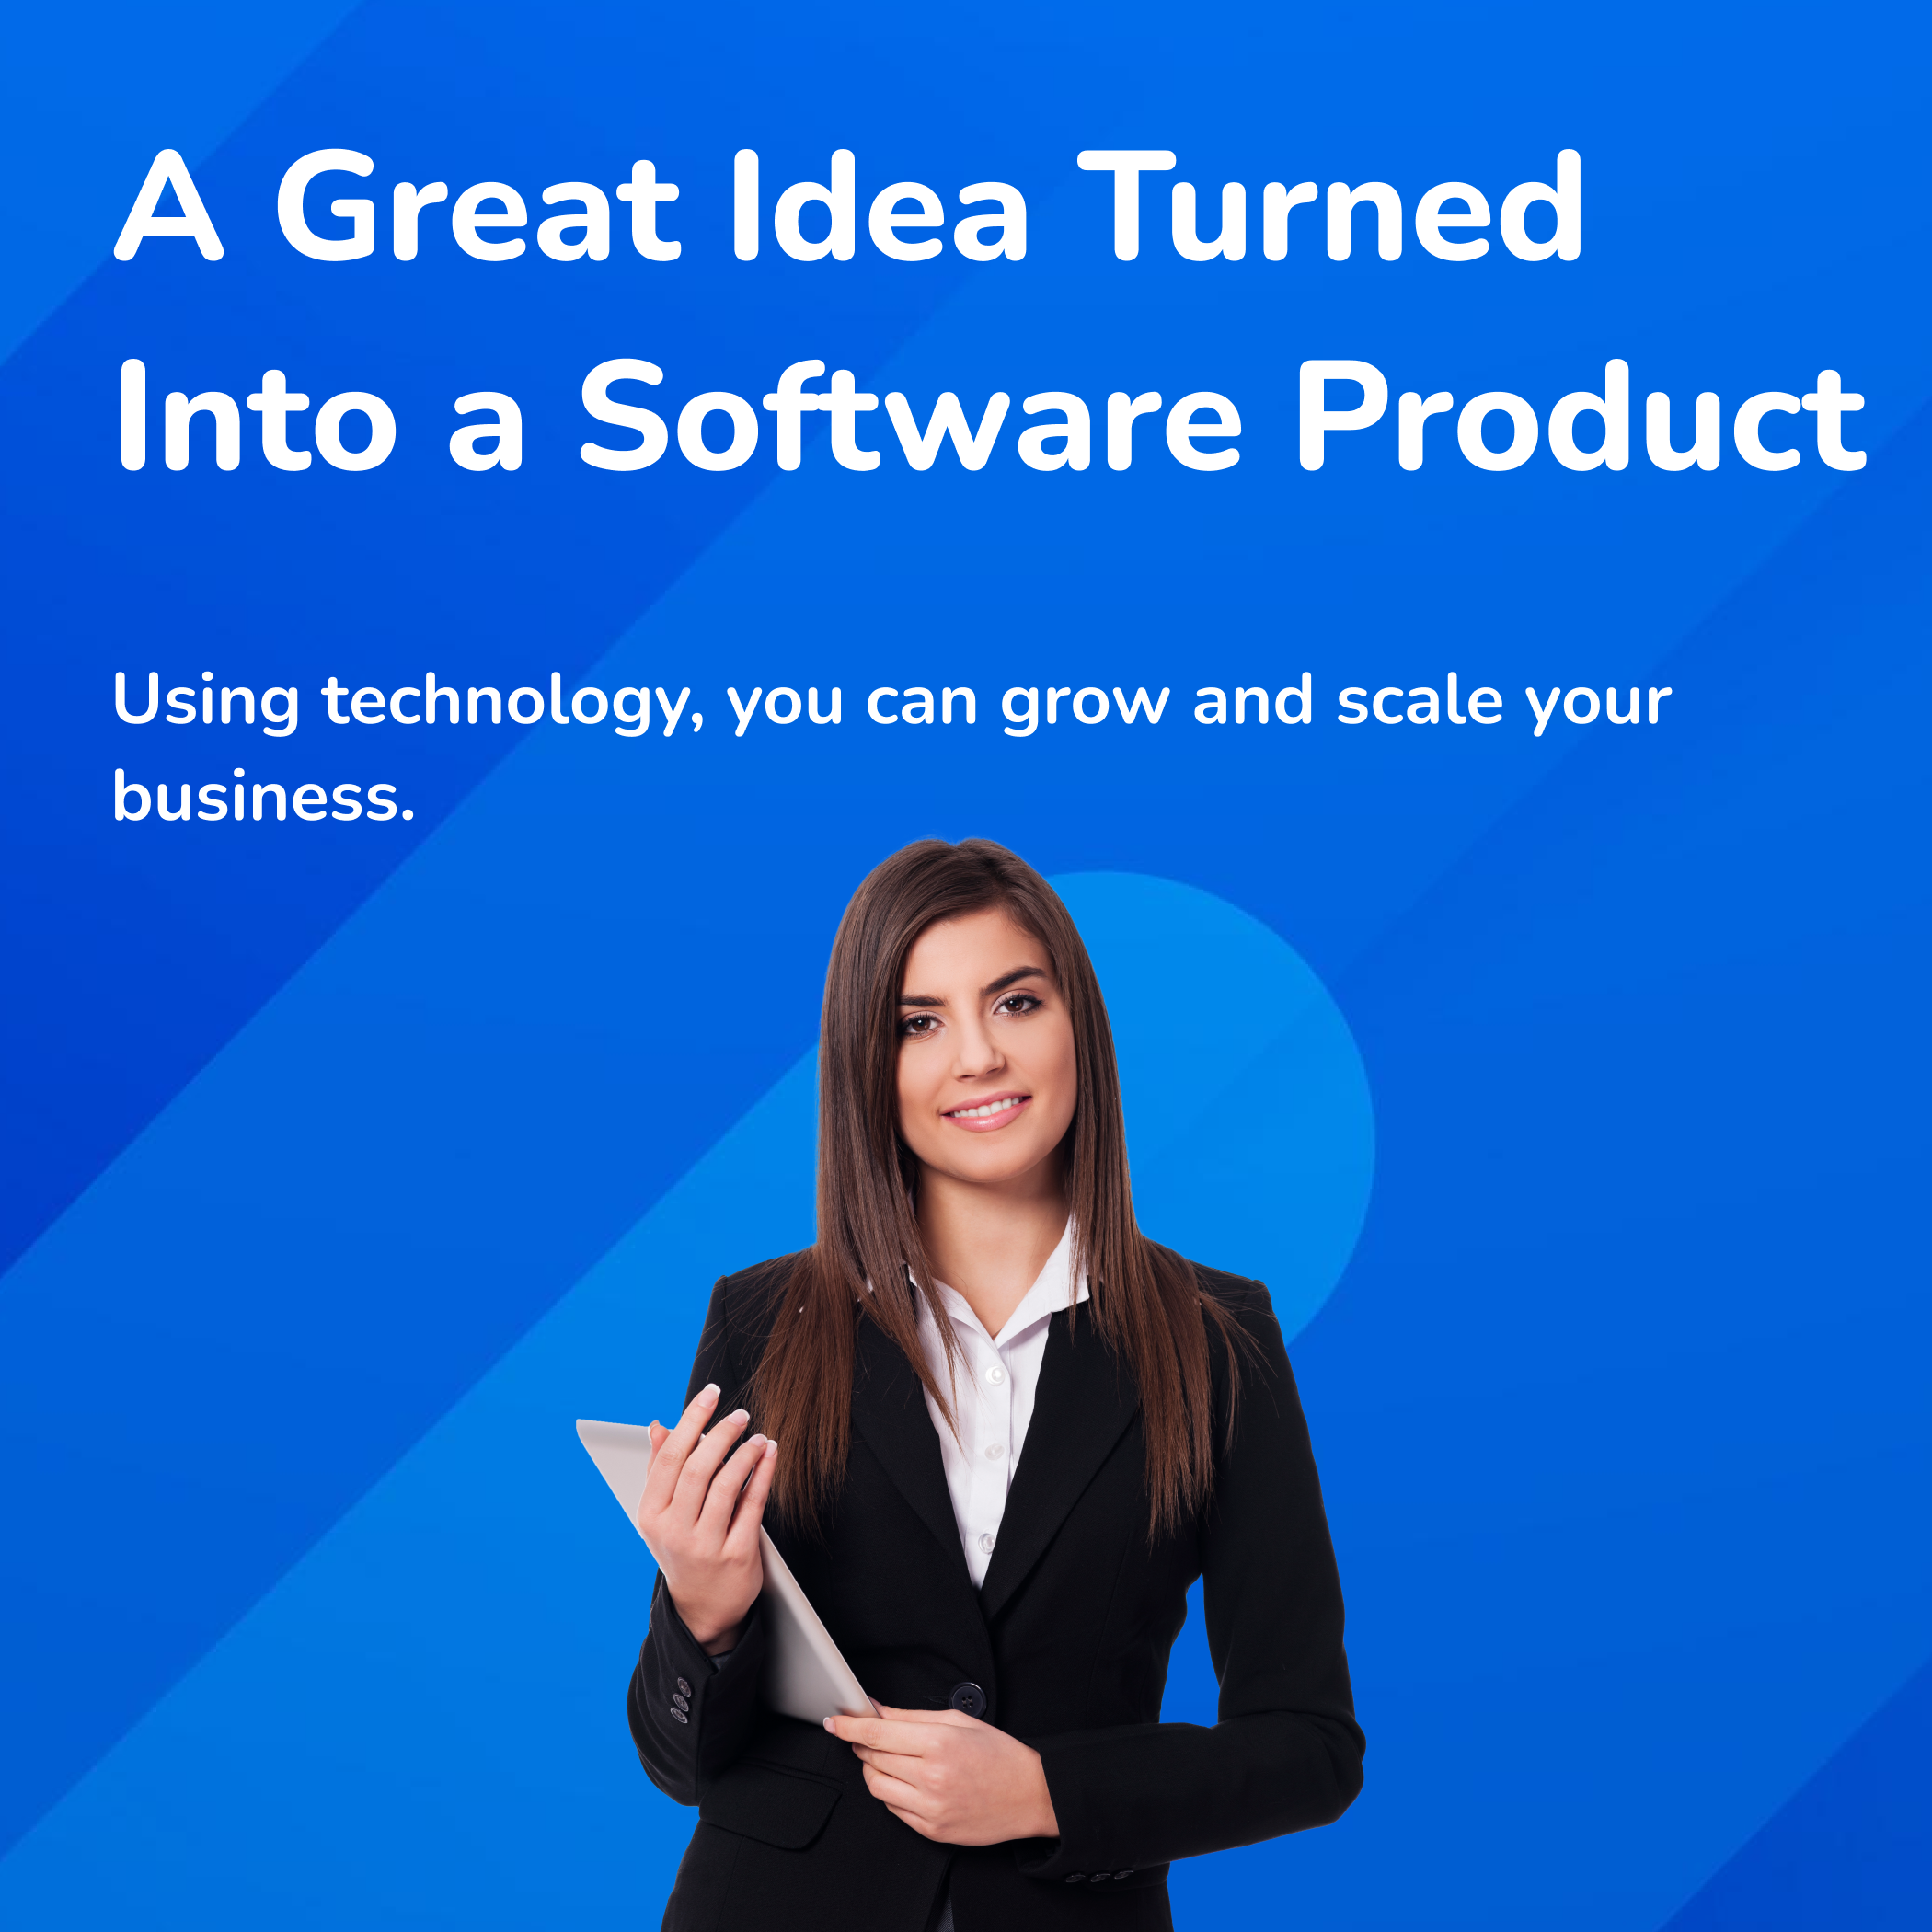 A Great Idea Turned
Into a Software Product
Using technology, you can grow and scale your
business.